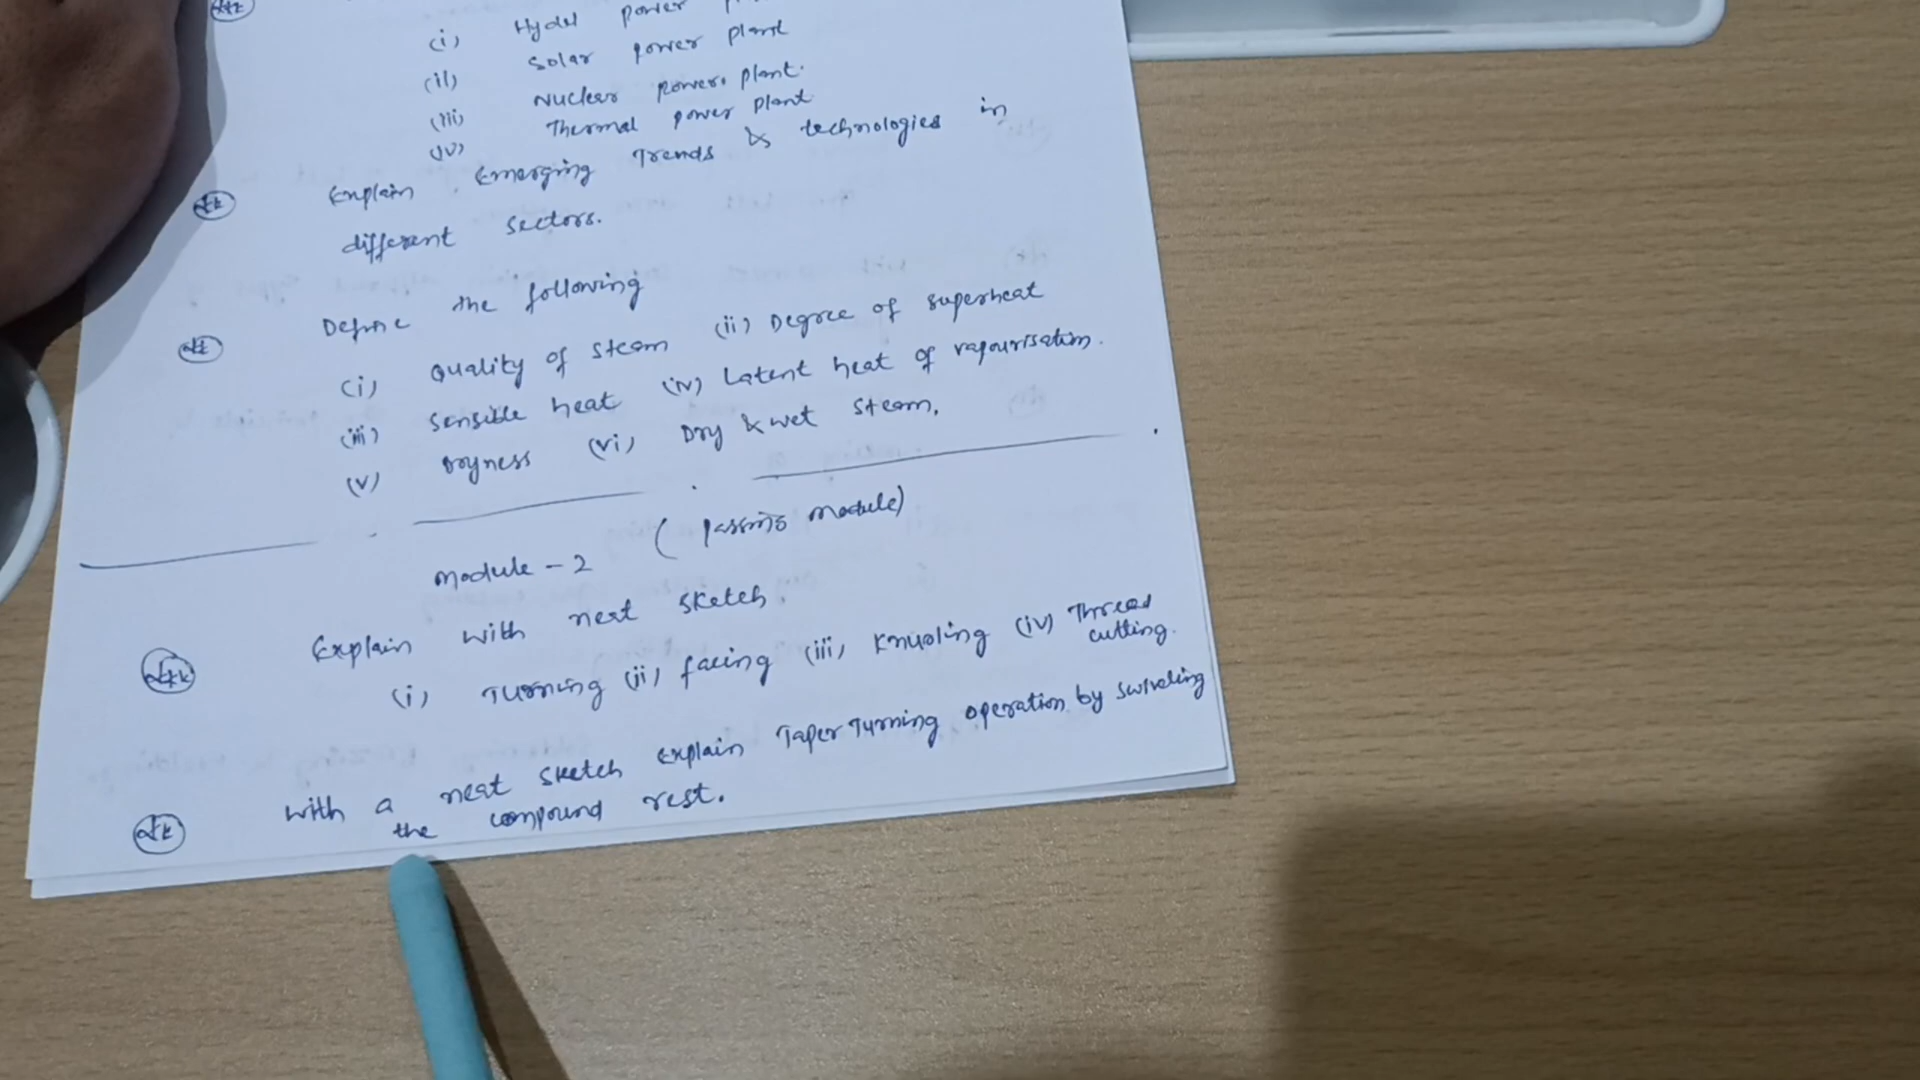 (i) Hydel power
(ii) Solar power plant
(iii) Nuclear power plant.
(iv) Thermal power plant
Explain Emerging Trends & technologies in
different sectors.
Define the following
(i) Quality of steam (ii) Degree of superheat
(iii) sensible heat (iv) Latent heat of vapourisation.
(v) Dryness (vi) Dry & wet steam.
Module - 2 (Passing module)
Explain with neat sketch.
(i) Turning (ii) facing (iii) Knurling (iv) Thread cutting.
With a neat sketch explain Taper Turning operation by swiveling
the compound rest.